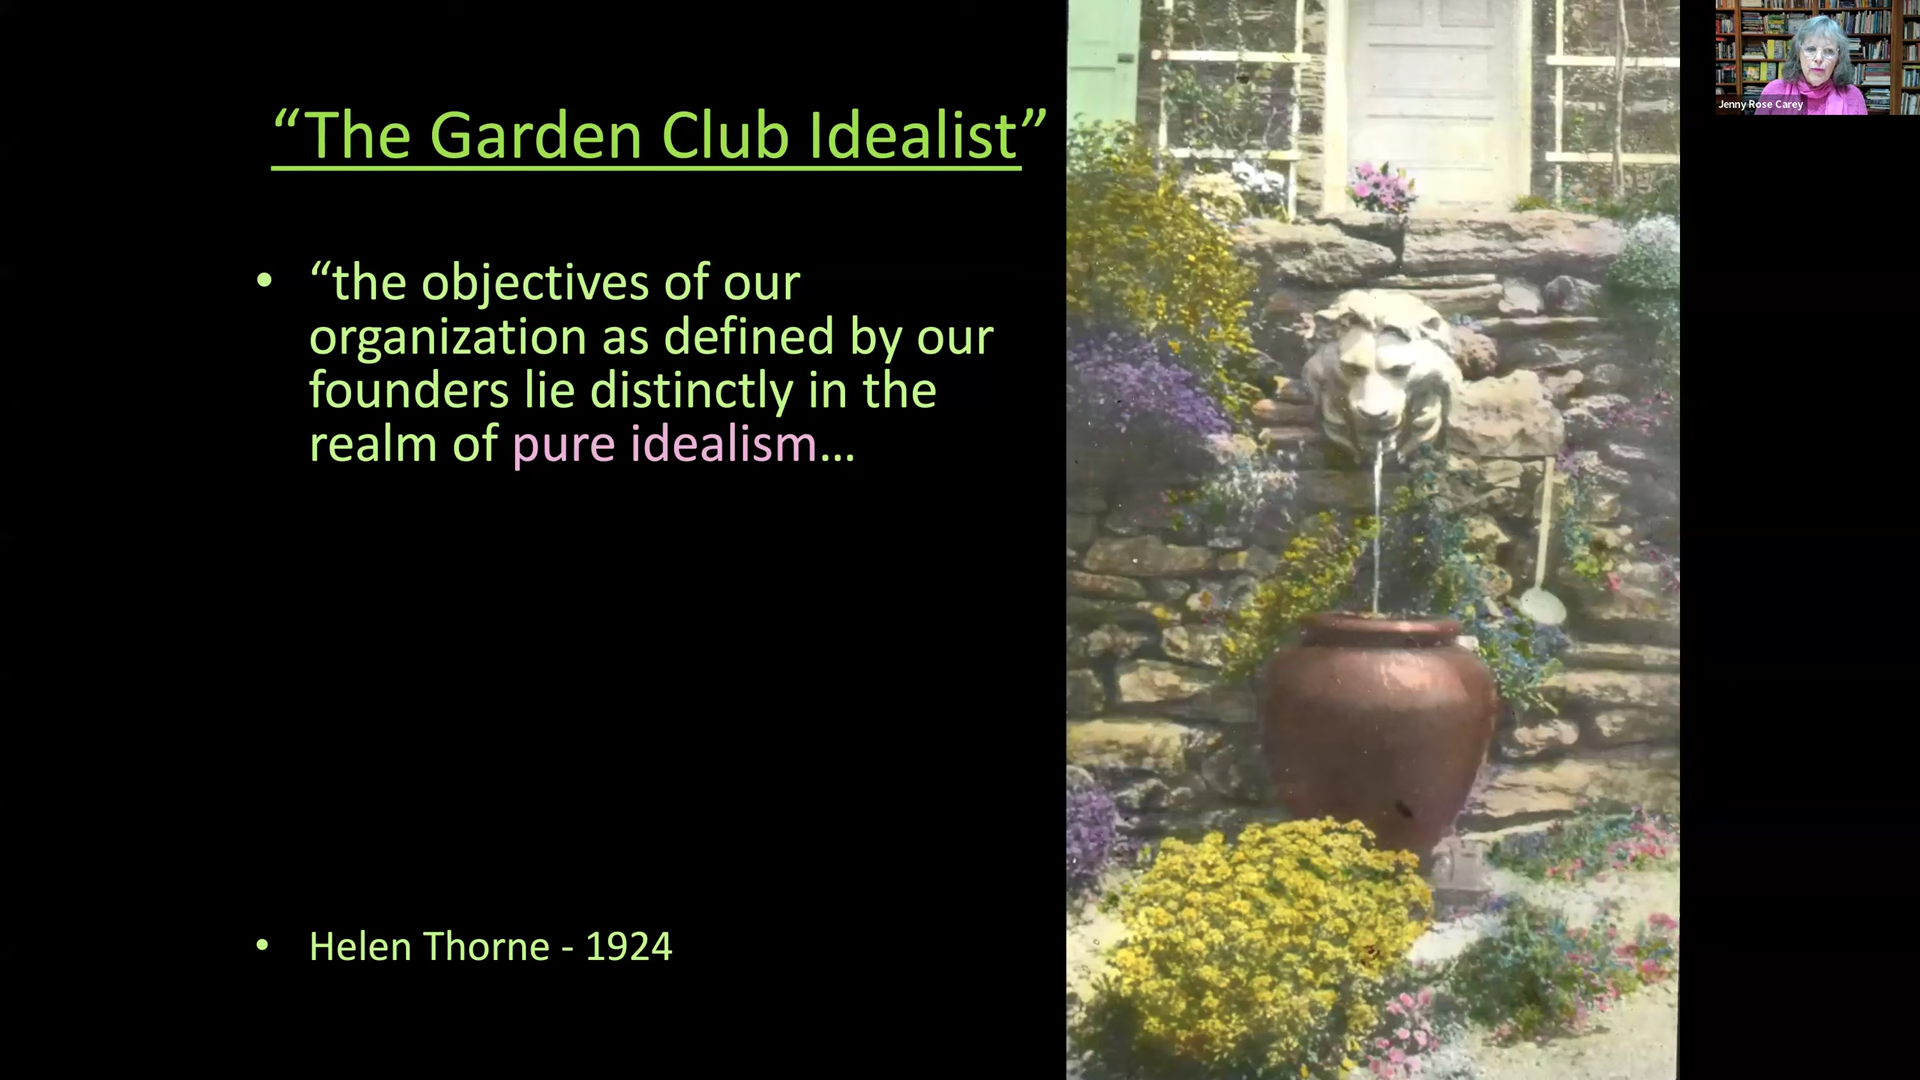 “The Garden Club Idealist”
• “the objectives of our
organization as defined by our
founders lie distinctly in the
realm of pure idealism…
• Helen Thorne - 1924
Jenny Rose Carey